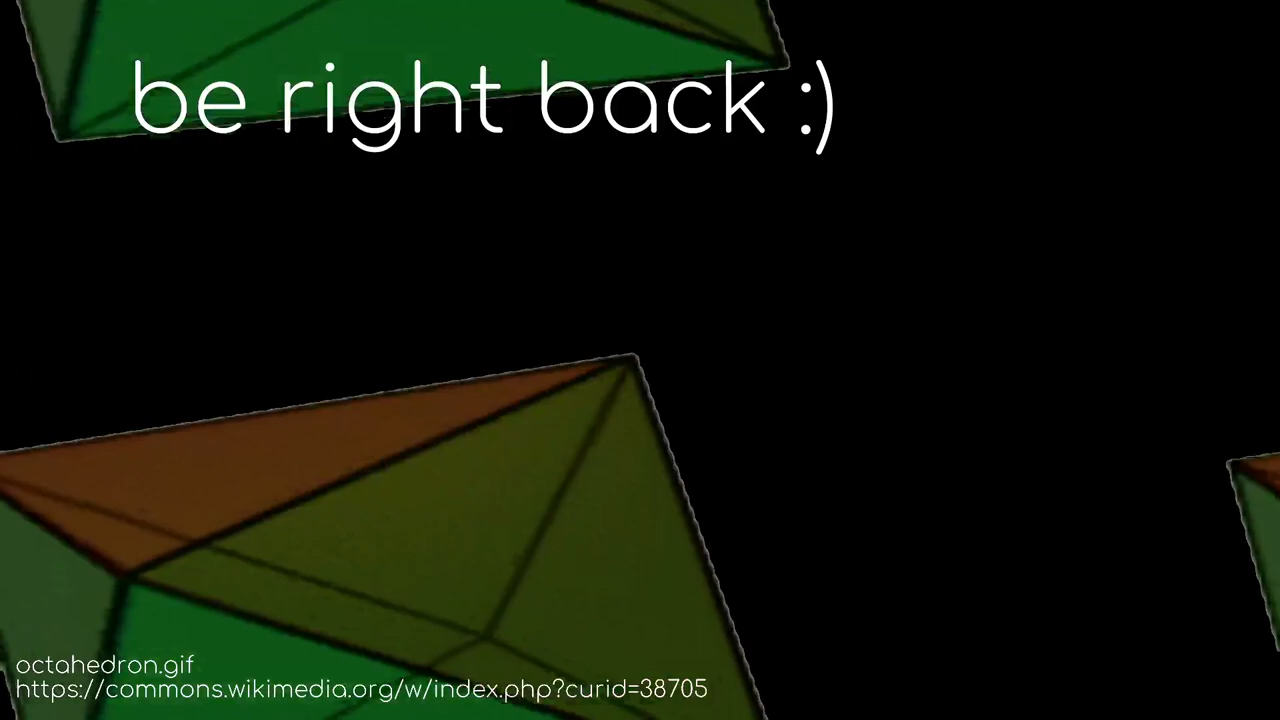 be right back :)
octahedron.gif
https://commons.wikimedia.org/w/index.php?curid=38705